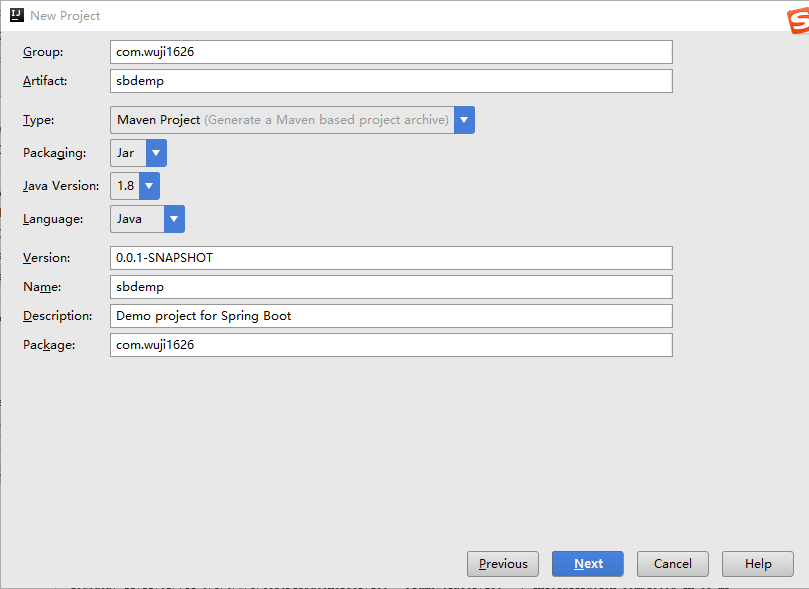 New Project
Group: com.wuji1626
Artifact: sbdemp
Type: Maven Project (Generate a Maven based project archive)
Packaging: Jar
Java Version: 1.8
Language: Java
Version: 0.0.1-SNAPSHOT
Name: sbdemp
Description: Demo project for Spring Boot
Package: com.wuji1626
Previous Next Cancel Help